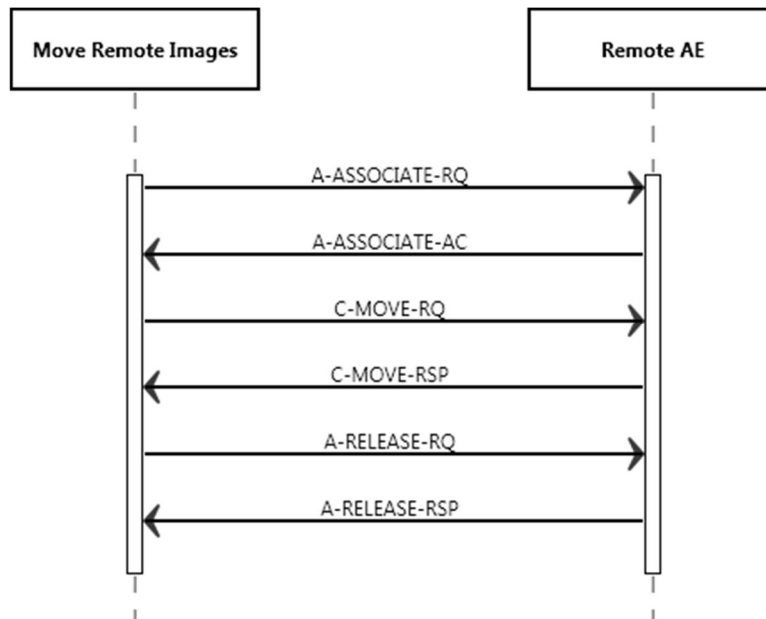 Move Remote Images
Remote AE
A-ASSOCIATE-RQ
A-ASSOCIATE-AC
C-MOVE-RQ
C-MOVE-RSP
A-RELEASE-RQ
A-RELEASE-RSP